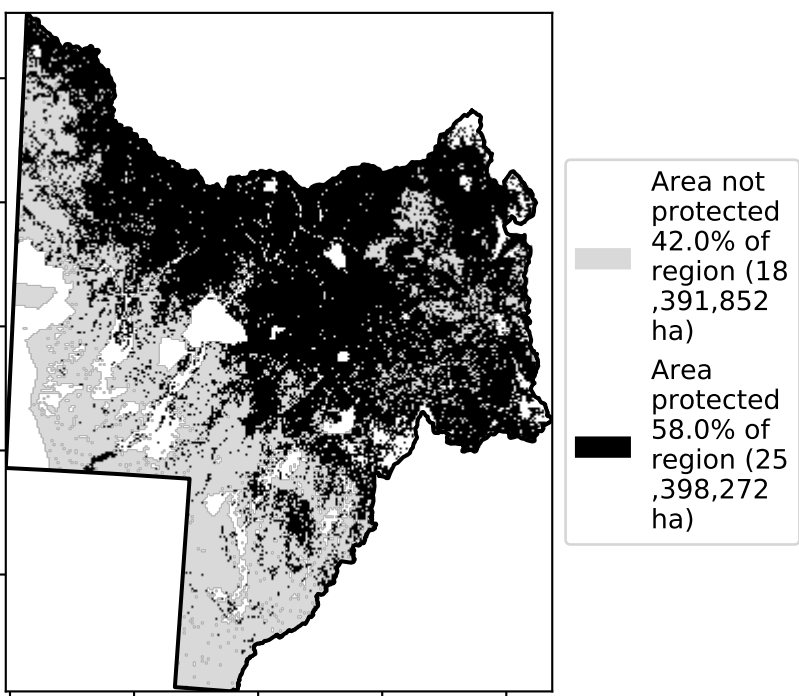 Area not
protected
42.0% of
region (18
,391,852
ha)
Area
protected
58.0% of
region (25
,398,272
ha)